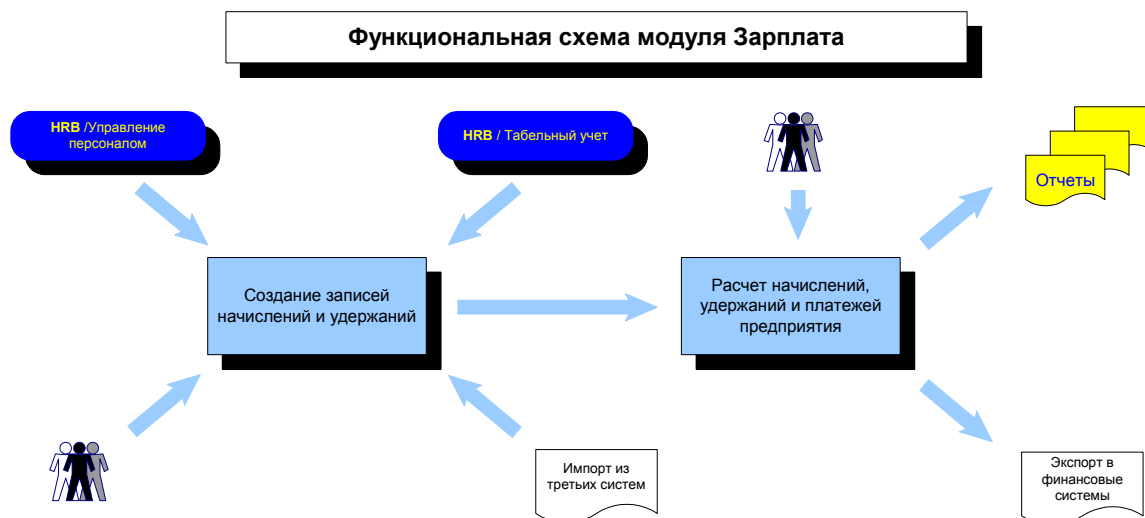 Функциональная схема модуля Зарплата
HRB /Управление
персоналом
HRB / Табельный учет
Отчеты
Создание записей
начислений и удержаний
Расчет начислений,
удержаний и платежей
предприятия
Импорт из
третьих систем
Экспорт в
финансовые
системы